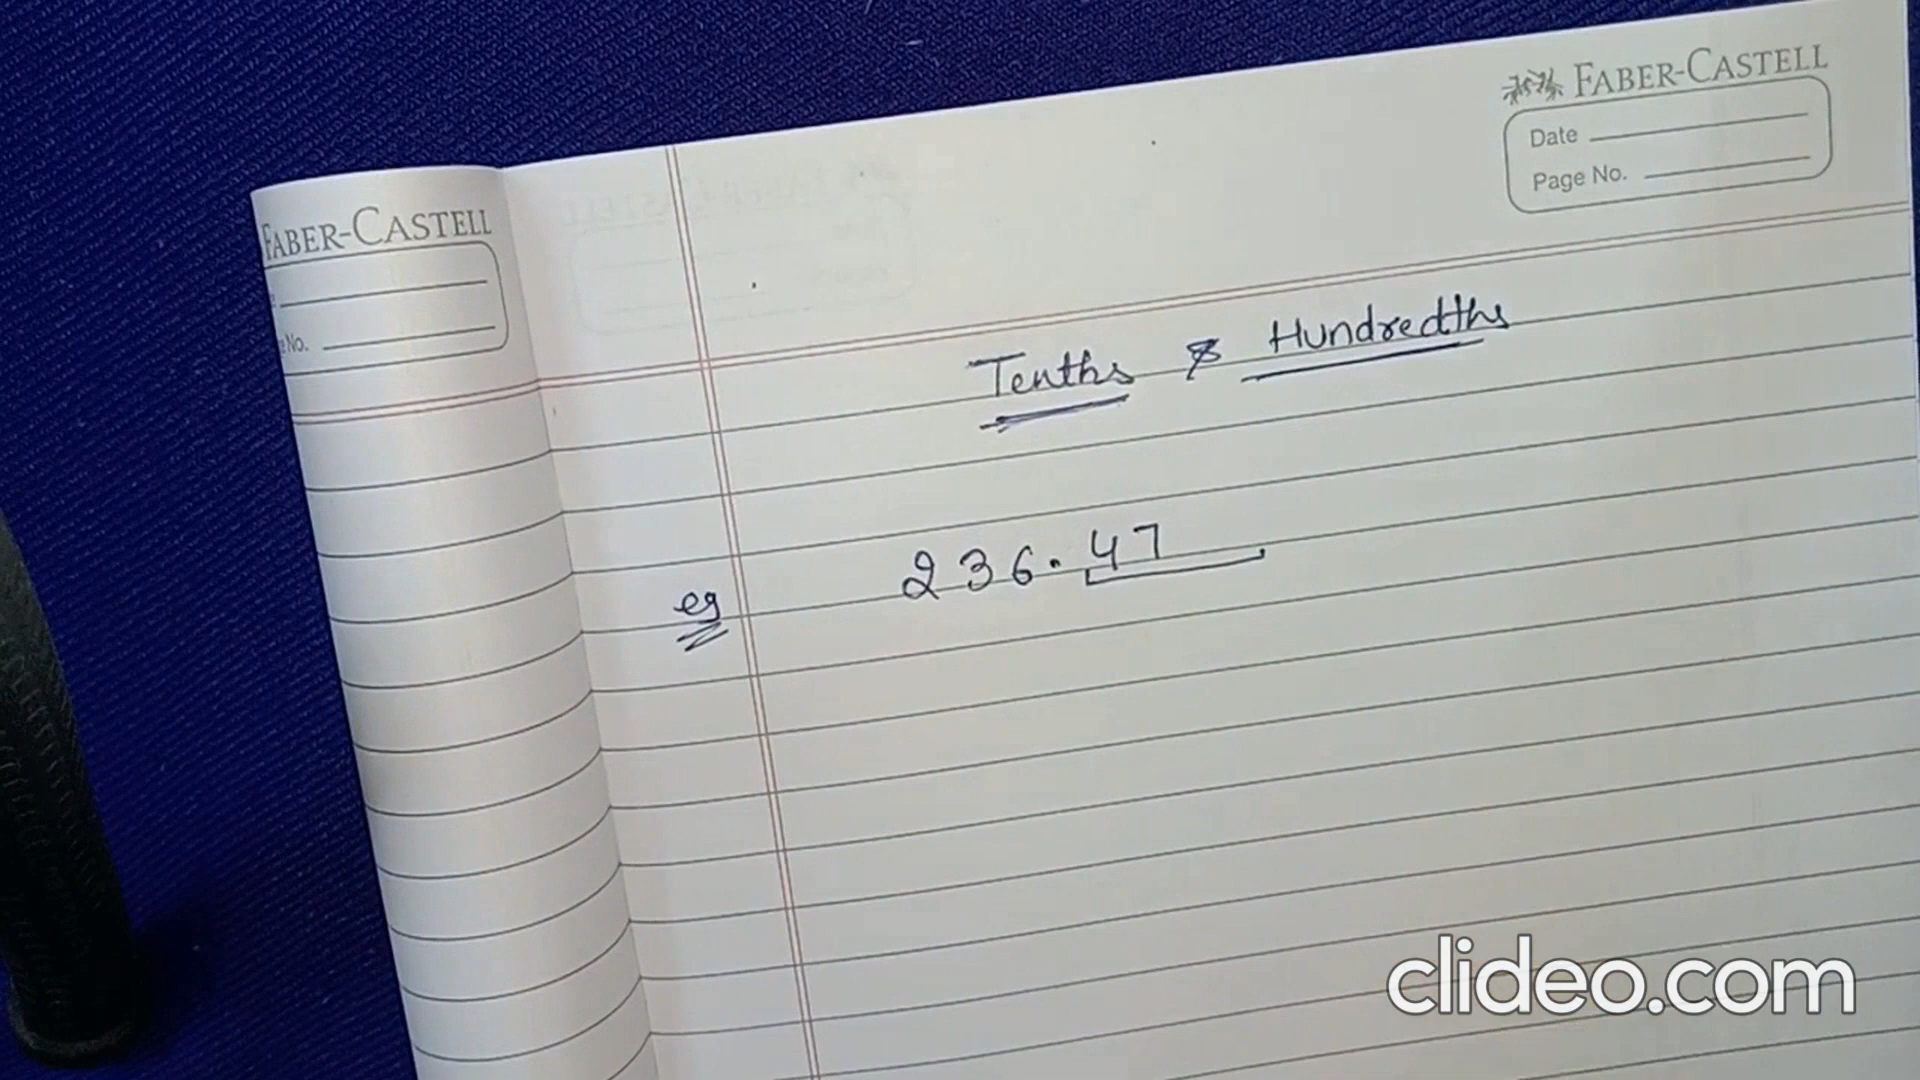 FABER-CASTELL
Date
Page No.
FABER-CASTELL
No.
Tenths & Hundredths
eg 236.47
clideo.com